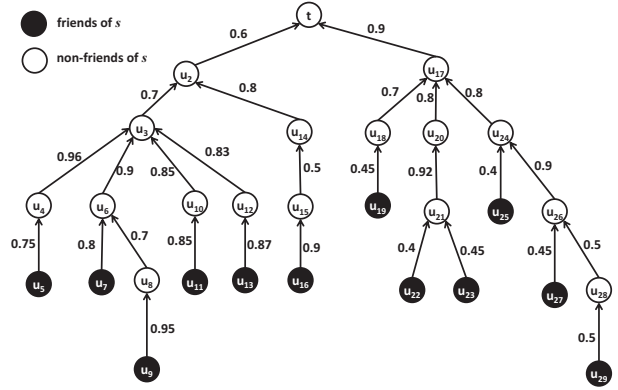 friends of s
non-friends of s
t
0.6
0.9
u2
u17
0.7
0.8
0.7
0.8
0.8
u3
u14
u18
u20
u24
0.96
0.9
0.85
0.83
0.5
0.45
0.92
0.4
0.9
u4
u6
u10
u12
u15
u19
u21
u25
u26
0.75
0.8
0.7
0.85
0.87
0.9
0.4
0.45
0.45
0.5
u5
u7
u8
u11
u13
u16
u22
u23
u27
u28
0.95
0.5
u9
u29